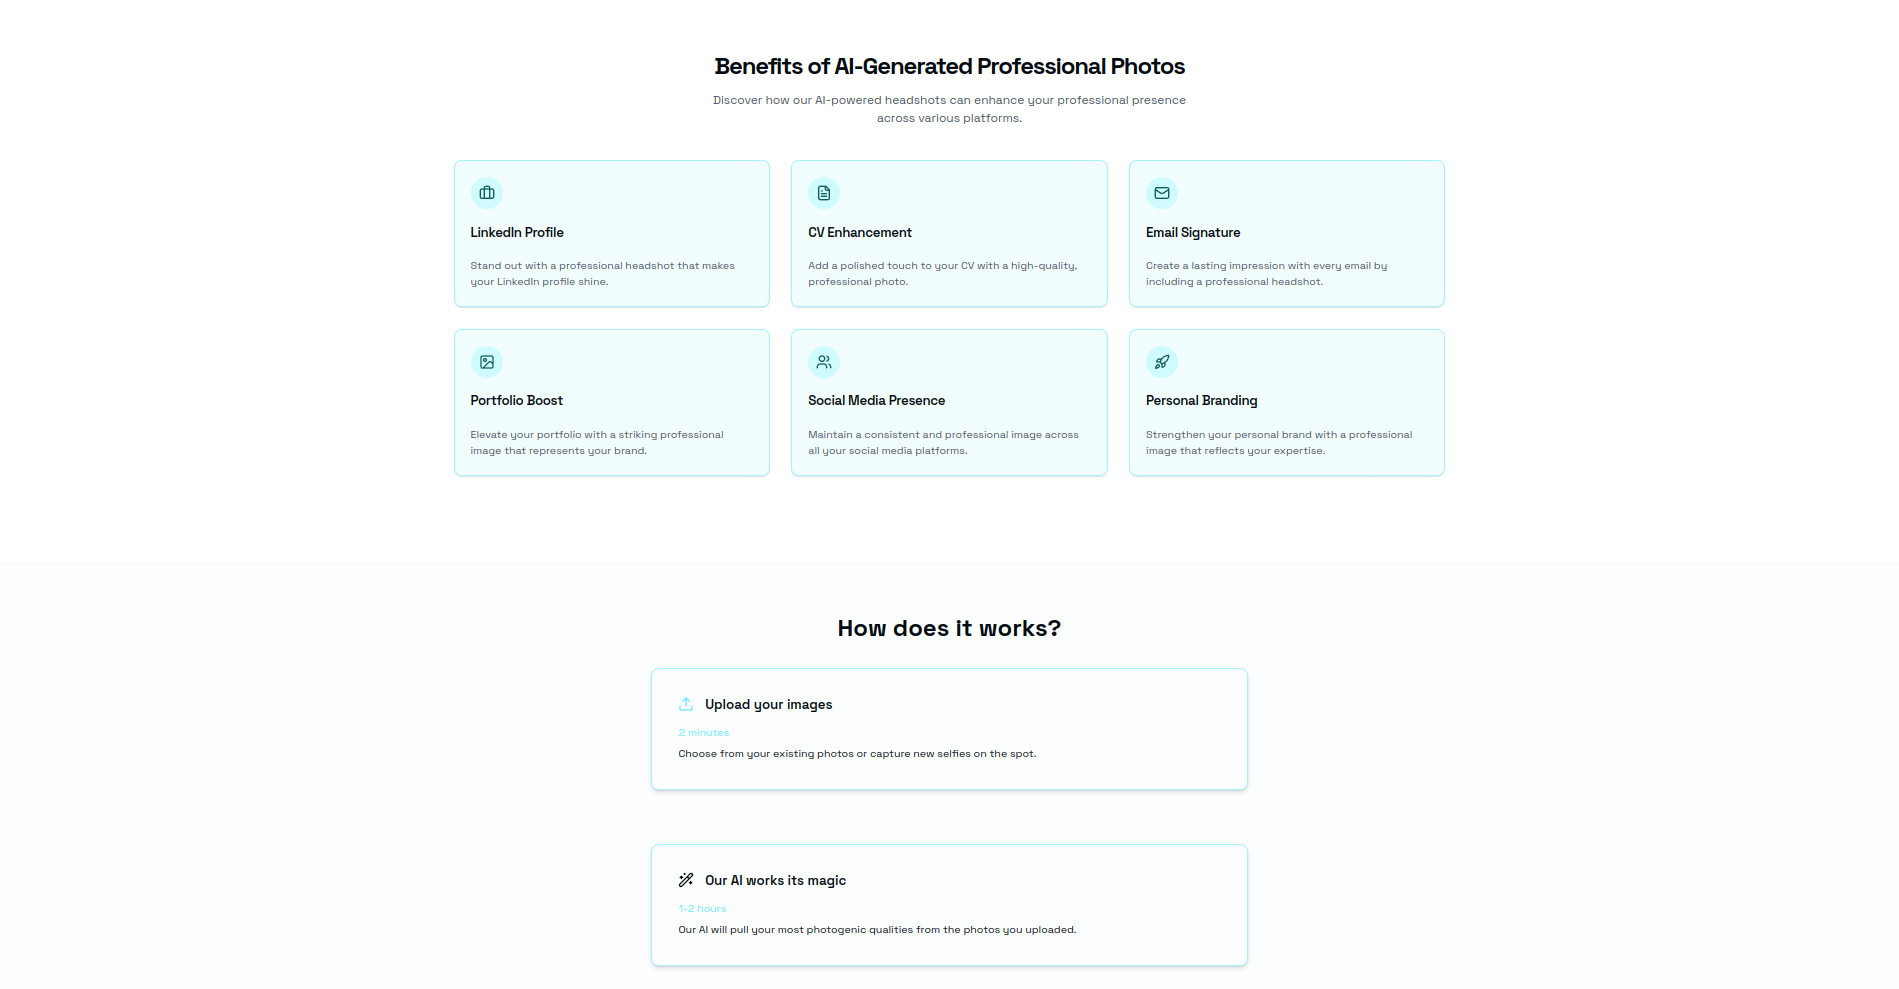 Benefits of AI-Generated Professional Photos
Discover how our AI-powered headshots can enhance your professional presence
across various platforms.
LinkedIn Profile
Stand out with a professional headshot that makes
your LinkedIn profile shine.
CV Enhancement
Add a polished touch to your CV with a high-quality,
professional photo.
Email Signature
Create a lasting impression with every email by
including a professional headshot.
Portfolio Boost
Elevate your portfolio with a striking professional
image that represents your brand.
Social Media Presence
Maintain a consistent and professional image across
all your social media platforms.
Personal Branding
Strengthen your personal brand with a professional
image that reflects your expertise.
How does it works?
Upload your images
2 minutes
Choose from your existing photos or capture new selfies on the spot.
Our AI works its magic
1-2 hours
Our AI will pull your most photogenic qualities from the photos you uploaded.